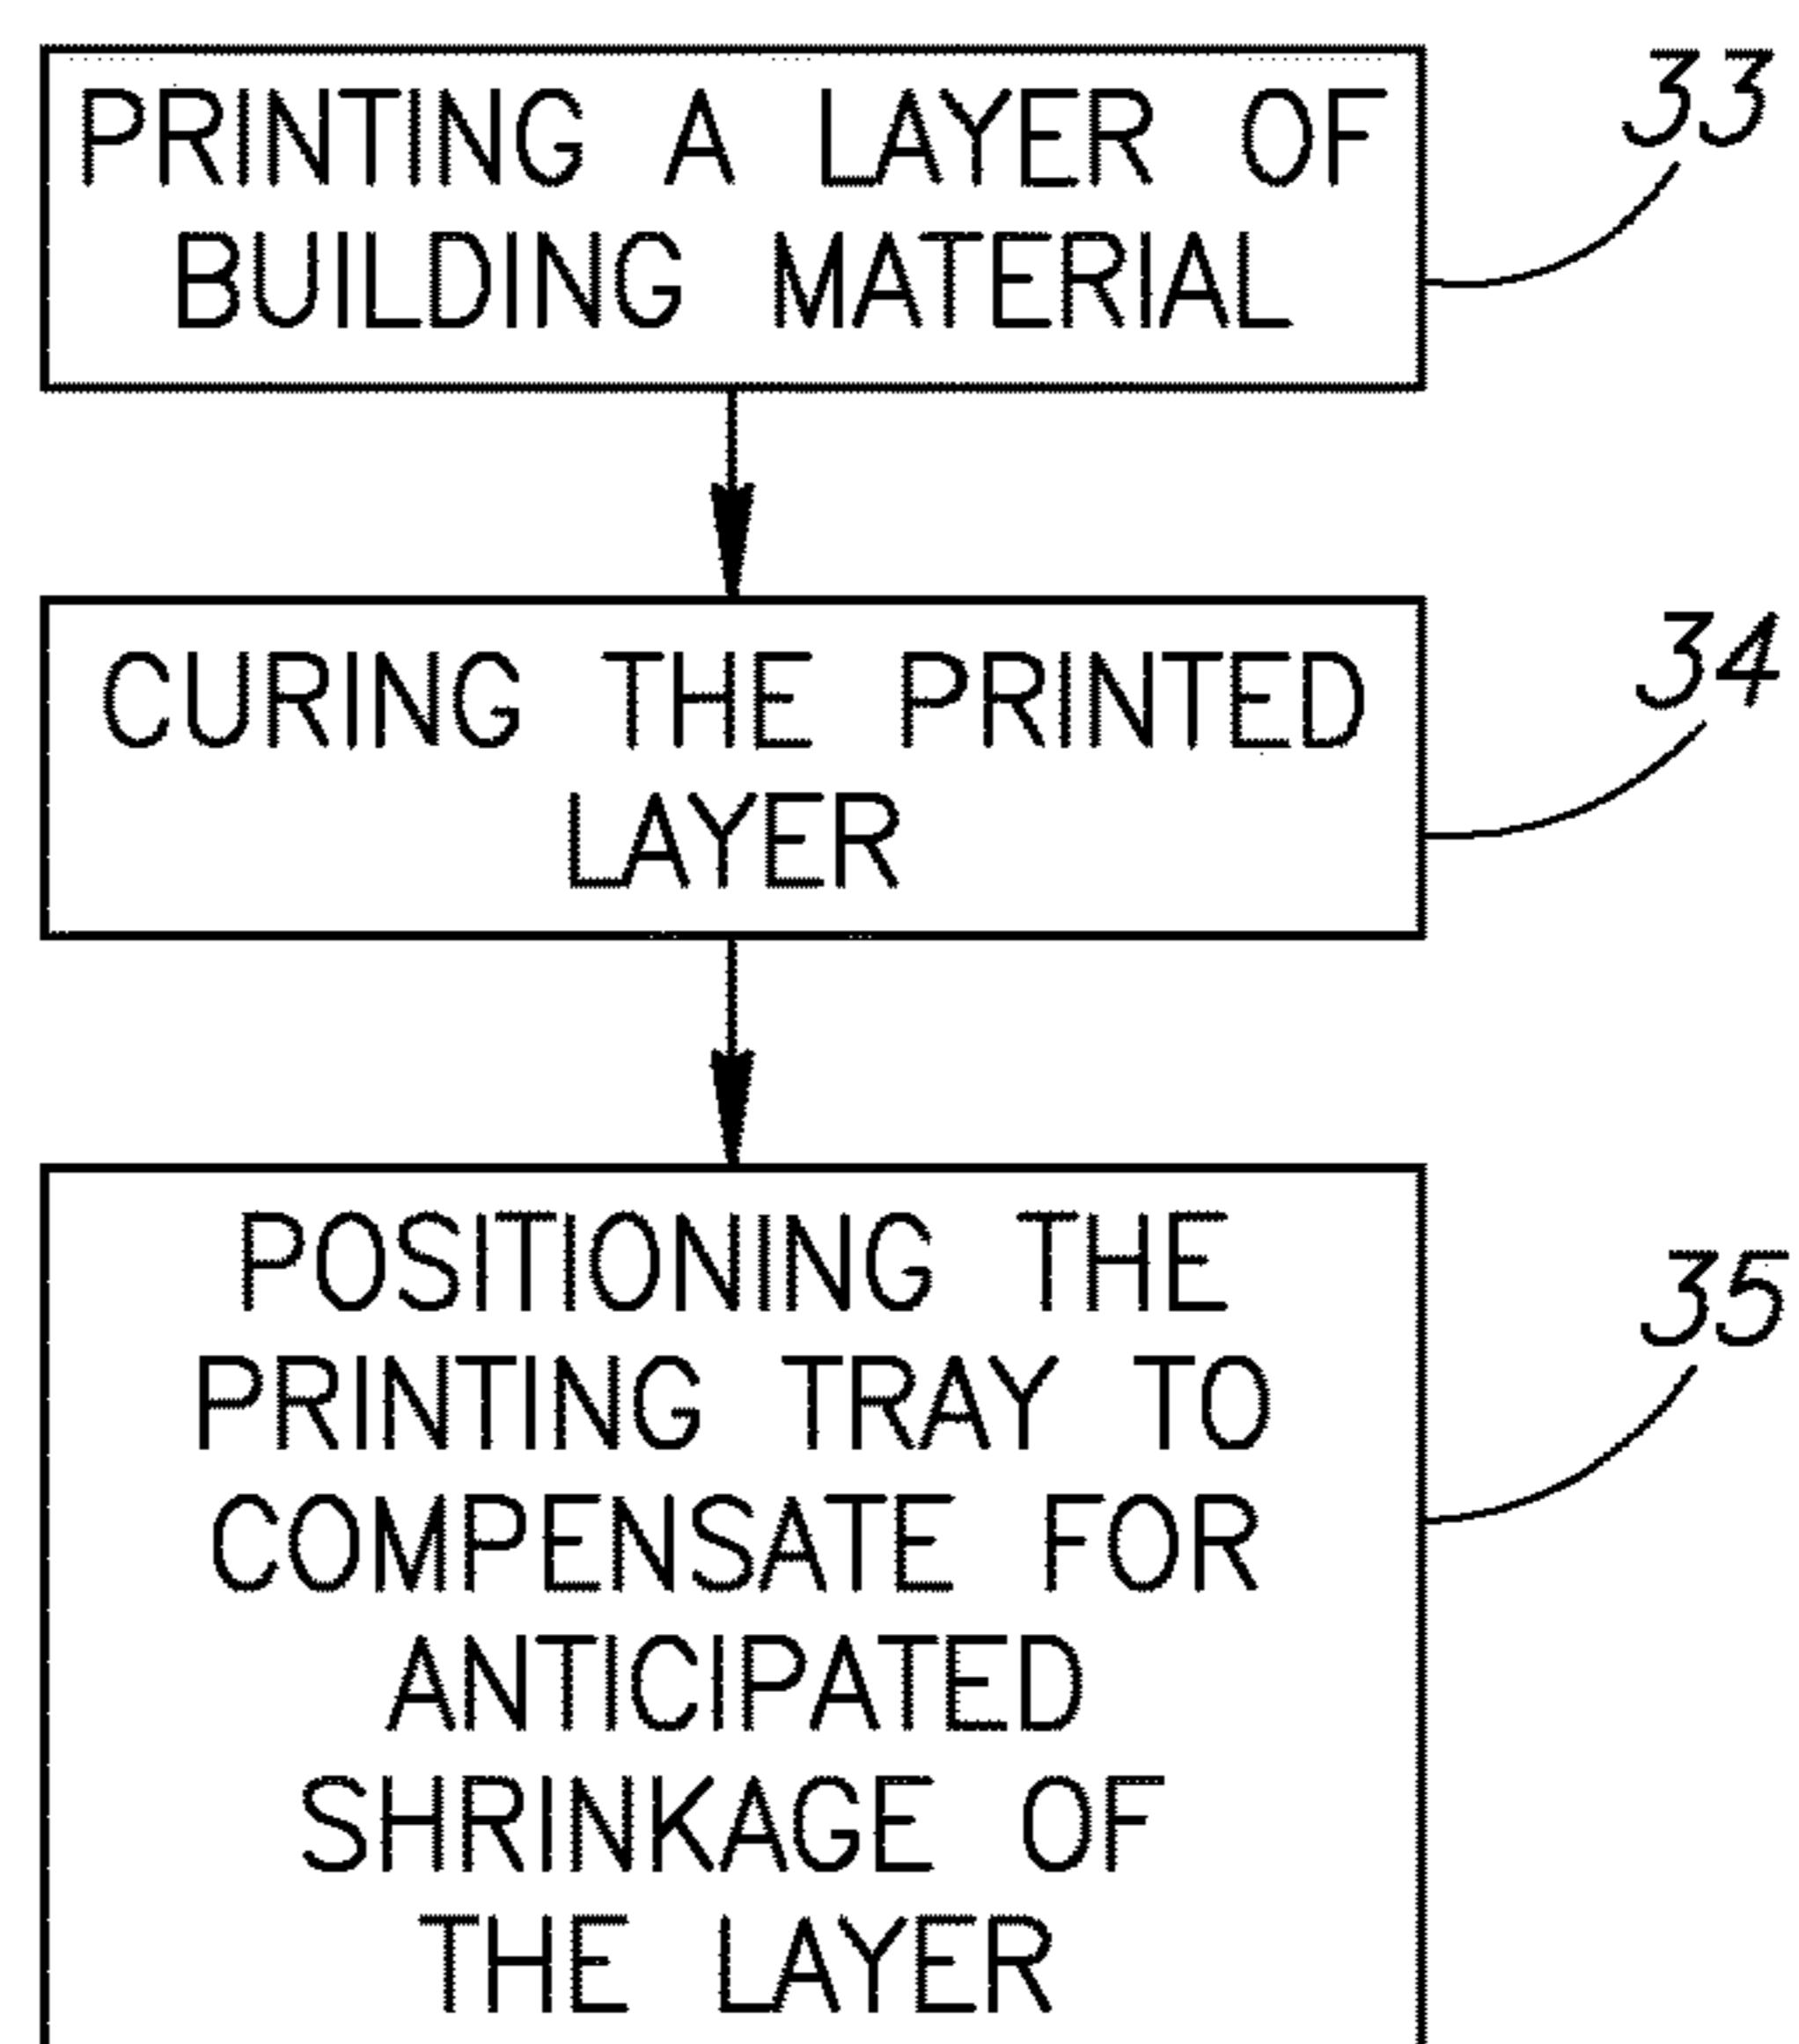 PRINTING A LAYER OF
BUILDING MATERIAL
33
CURING THE PRINTED
LAYER
34
POSITIONING THE
PRINTING TRAY TO
COMPENSATE FOR
ANTICIPATED
SHRINKAGE OF
THE LAYER
35